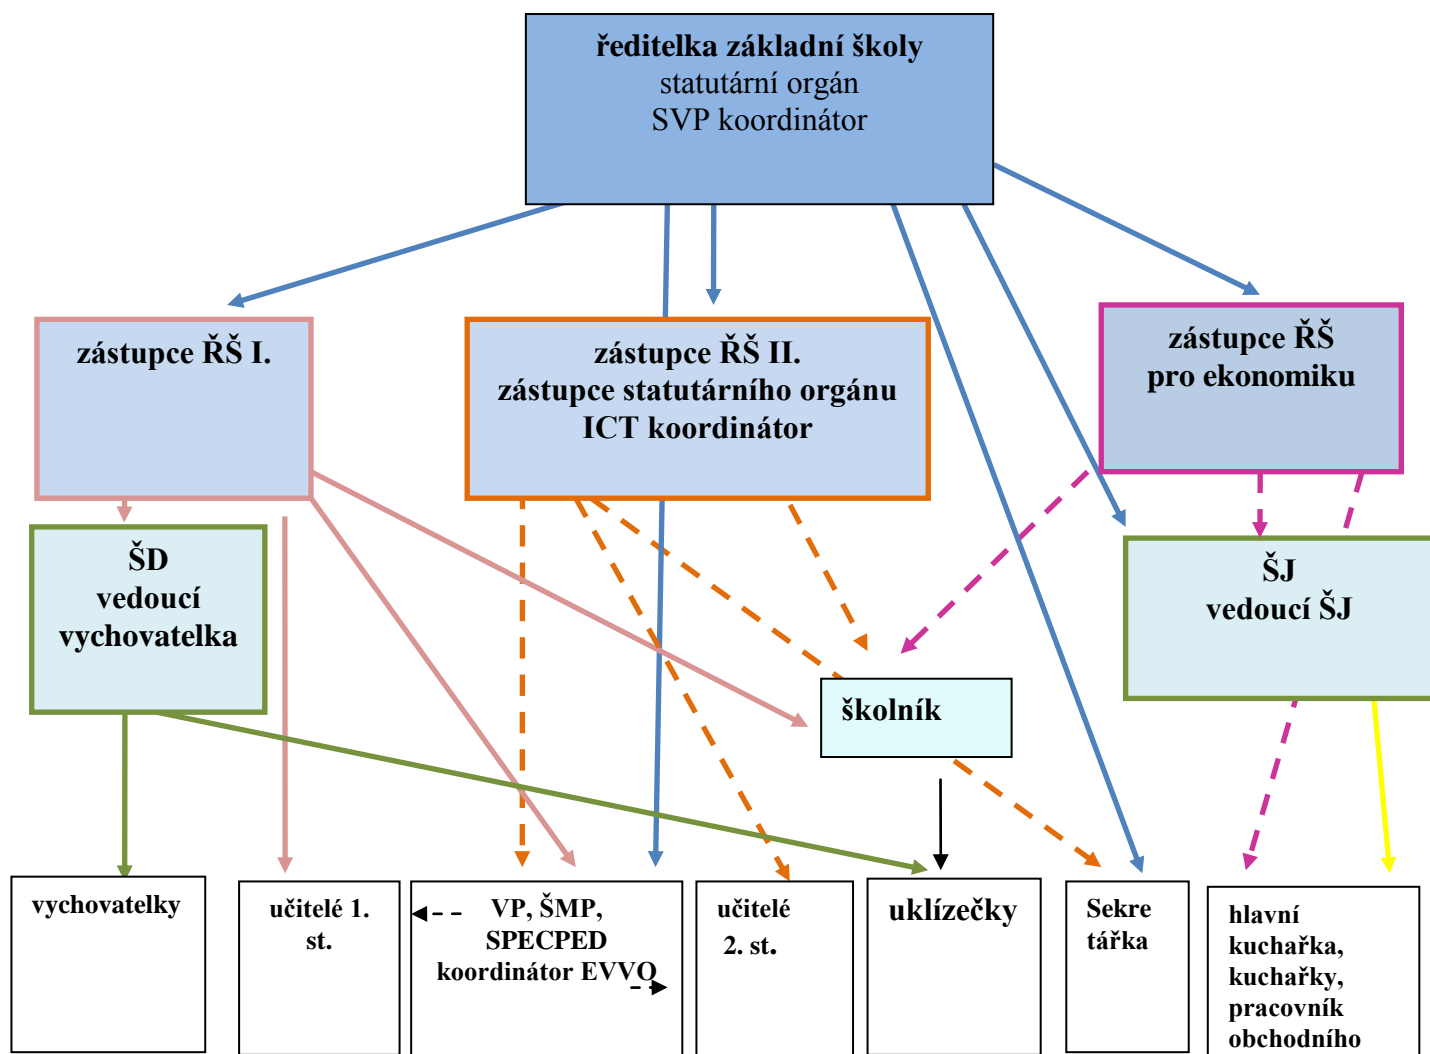 ředitelka základní školy
statutární orgán
SVP koordinátor
zástupce ŘŠ I.
zástupce ŘŠ II.
zástupce statutárního orgánu
ICT koordinátor
zástupce ŘŠ
pro ekonomiku
ŠD
vedoucí
vychovatelka
ŠJ
vedoucí ŠJ
školník
vychovatelky
učitelé 1.
st.
VP, ŠMP,
SPECPED
koordinátor EVVO
učitelé
2. st.
uklízečky
Sekre
tářka
hlavní
kuchařka,
kuchařky,
pracovník
obchodního